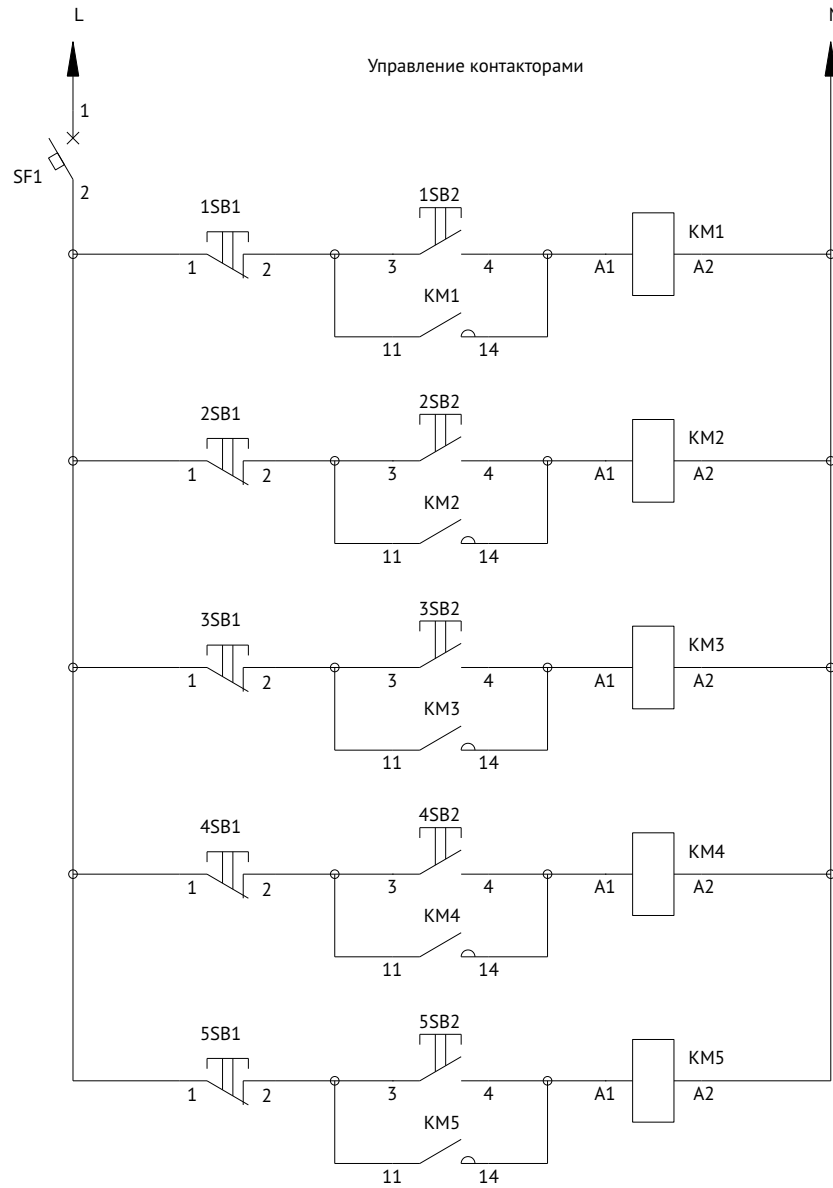 L N
Управление контакторами
1
SF1
2
1SB1 1SB2 KM1
1 2 3 4 A1 A2
KM1
11 14
2SB1 2SB2 KM2
1 2 3 4 A1 A2
KM2
11 14
3SB1 3SB2 KM3
1 2 3 4 A1 A2
KM3
11 14
4SB1 4SB2 KM4
1 2 3 4 A1 A2
KM4
11 14
5SB1 5SB2 KM5
1 2 3 4 A1 A2
KM5
11 14